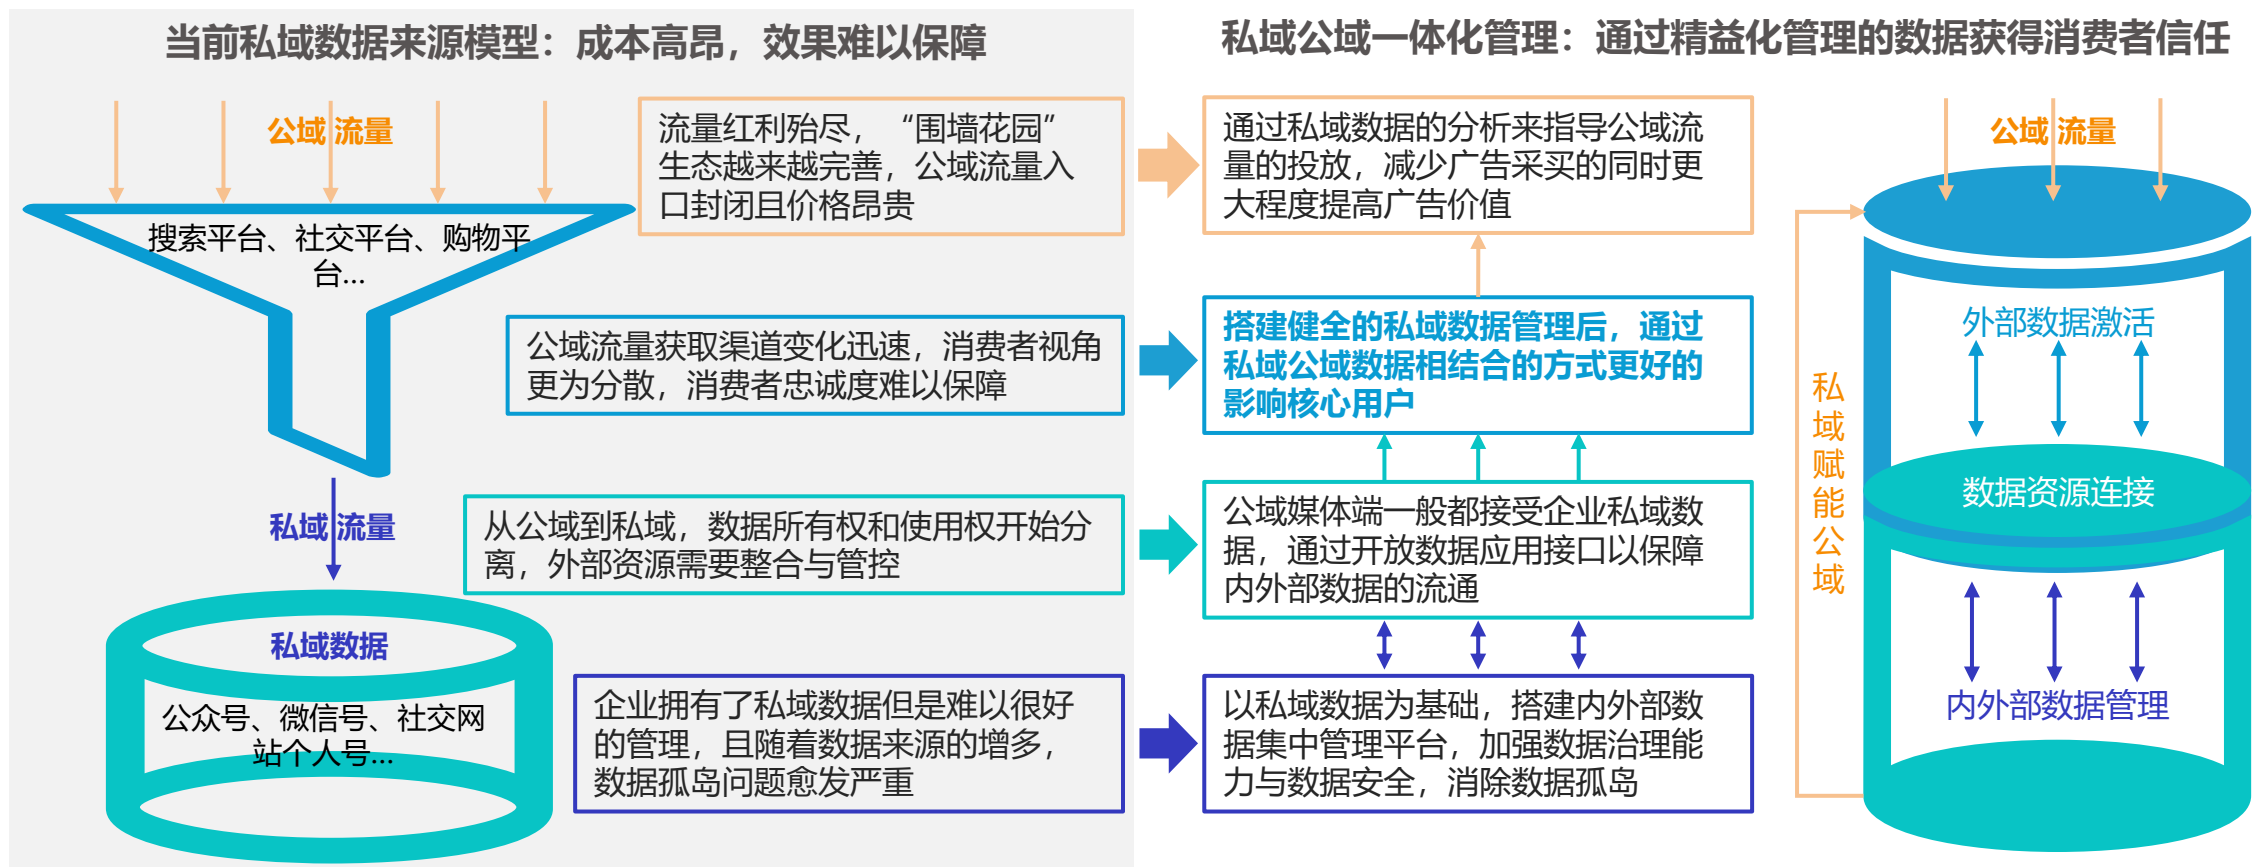 当前私域数据来源模型：成本高昂，效果难以保障
公域 流量
搜索平台、社交平台、购物平
台...
流量红利殆尽，“围墙花园”
生态越来越完善，公域流量入
口封闭且价格昂贵
公域流量获取渠道变化迅速，消费者视角
更为分散，消费者忠诚度难以保障
私域 流量
从公域到私域，数据所有权和使用权开始分
离，外部资源需要整合与管控
私域数据
公众号、微信号、社交网
站个人号...
企业拥有了私域数据但是难以很好
的管理，且随着数据来源的增多，
数据孤岛问题愈发严重
私域公域一体化管理：通过精益化管理的数据获得消费者信任
通过私域数据的分析来指导公域流
量的投放，减少广告采买的同时更
大程度提高广告价值
搭建健全的私域数据管理后，通过
私域公域数据相结合的方式更好的
影响核心用户
公域媒体端一般都接受企业私域数
据，通过开放数据应用接口以保障
内外部数据的流通
以私域数据为基础，搭建内外部数
据集中管理平台，加强数据治理能
力与数据安全，消除数据孤岛
公域 流量
外部数据激活
私域赋能公域
数据资源连接
内外部数据管理